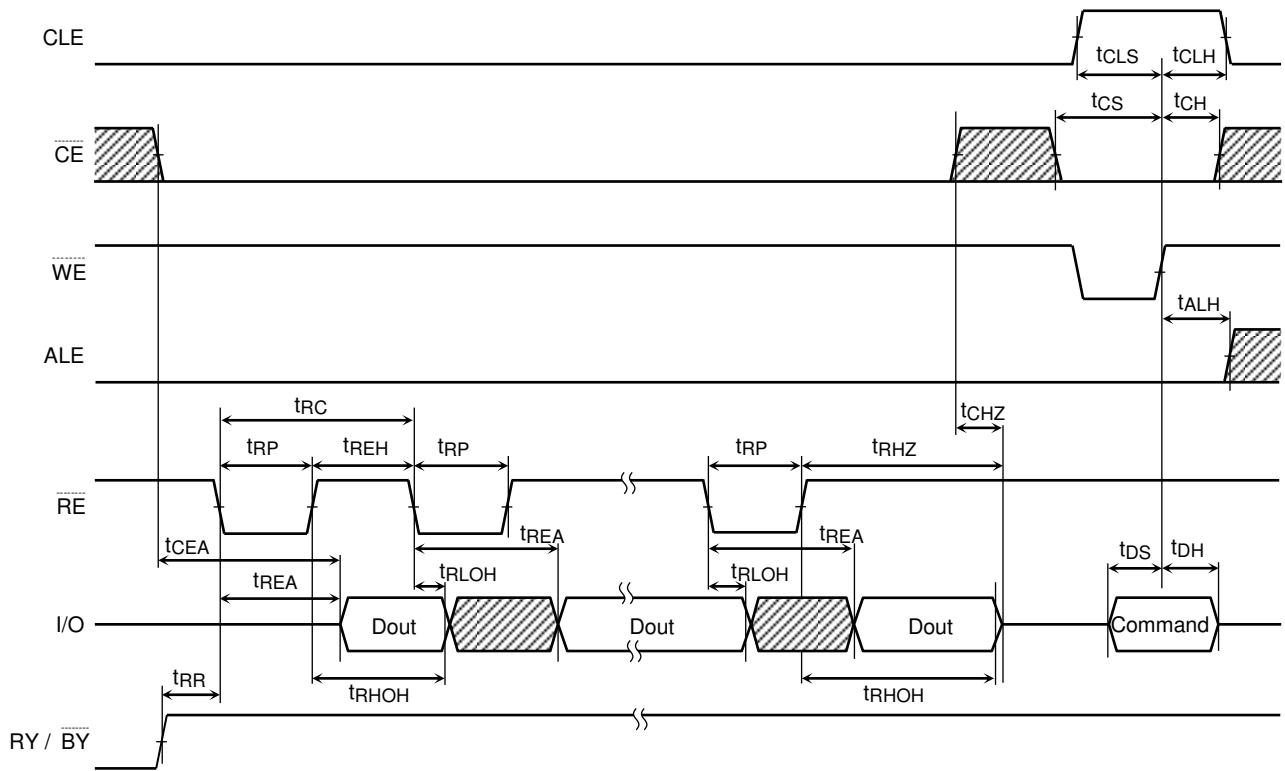 CLE
tCLS tCLH
tCS tCH
CE
WE
tALH
ALE
tRC
tCHZ
tRP tREH tRP tRP tRHZ
RE
tCEA tREA tREA
tDS tDH
tREA tRLOH tRLOH
I/O Dout Dout Dout Command
tRR tRHOH tRHOH
RY / BY